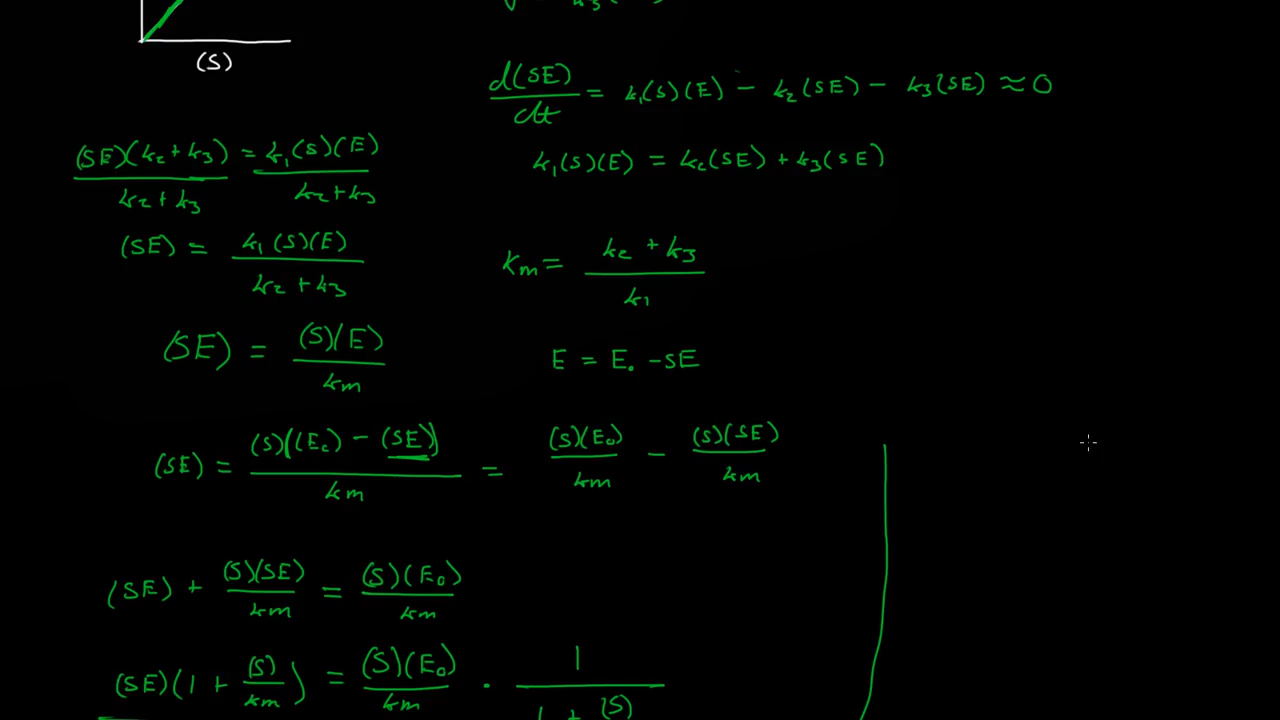 (S)
d(SE)/dt = k₁(S)(E) − k₂(SE) − k₃(SE) ≈ 0
(SE)(k₂ + k₃)/(k₂ + k₃) = k₁(S)(E)/(k₂ + k₃)
k₁(S)(E) = k₂(SE) + k₃(SE)
(SE) = k₁(S)(E)/(k₂ + k₃)
km = (k₂ + k₃)/k₁
(SE) = (S)(E)/km
E = E₀ − SE
(SE) = (S)((E₀) − (SE))/km = (S)(E₀)/km − (S)(SE)/km
(SE) + (S)(SE)/km = (S)(E₀)/km
(SE)(1 + (S)/km) = (S)(E₀)/km · 1/(1 + (S)